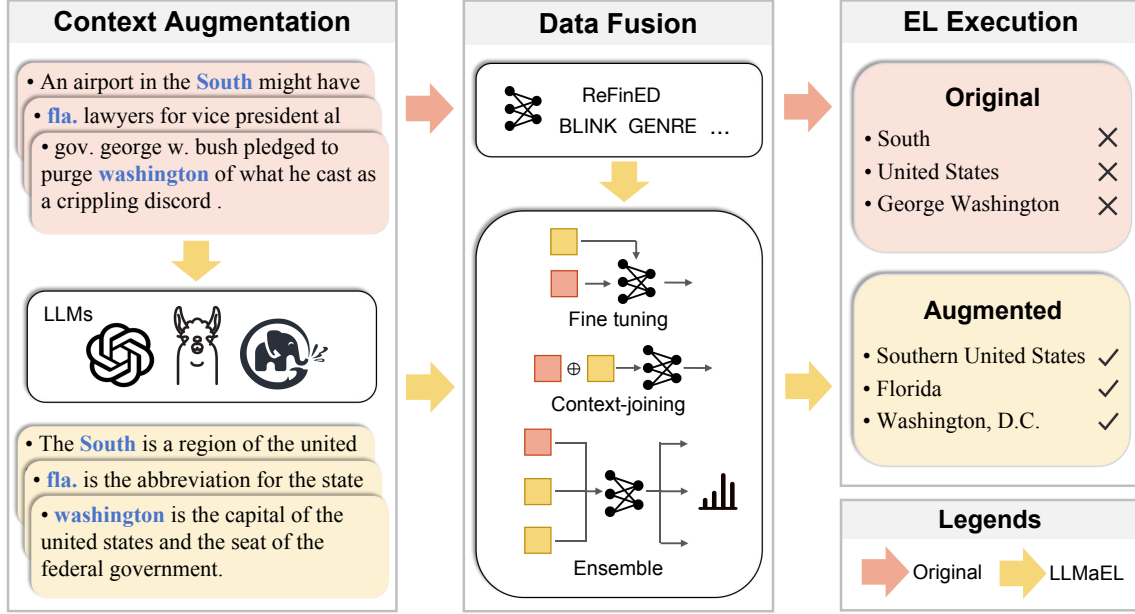 Context Augmentation
• An airport in the South might have
• fla. lawyers for vice president al
• gov. george w. bush pledged to
purge washington of what he cast as
a crippling discord .
LLMs
• The South is a region of the united
• fla. is the abbreviation for the state
• washington is the capital of the
united states and the seat of the
federal government.
Data Fusion
ReFinED
BLINK GENRE ...
Fine tuning
⊕
Context-joining
Ensemble
EL Execution
Original
• South
• United States
• George Washington
Augmented
• Southern United States
• Florida
• Washington, D.C.
Legends
Original
LLMaEL